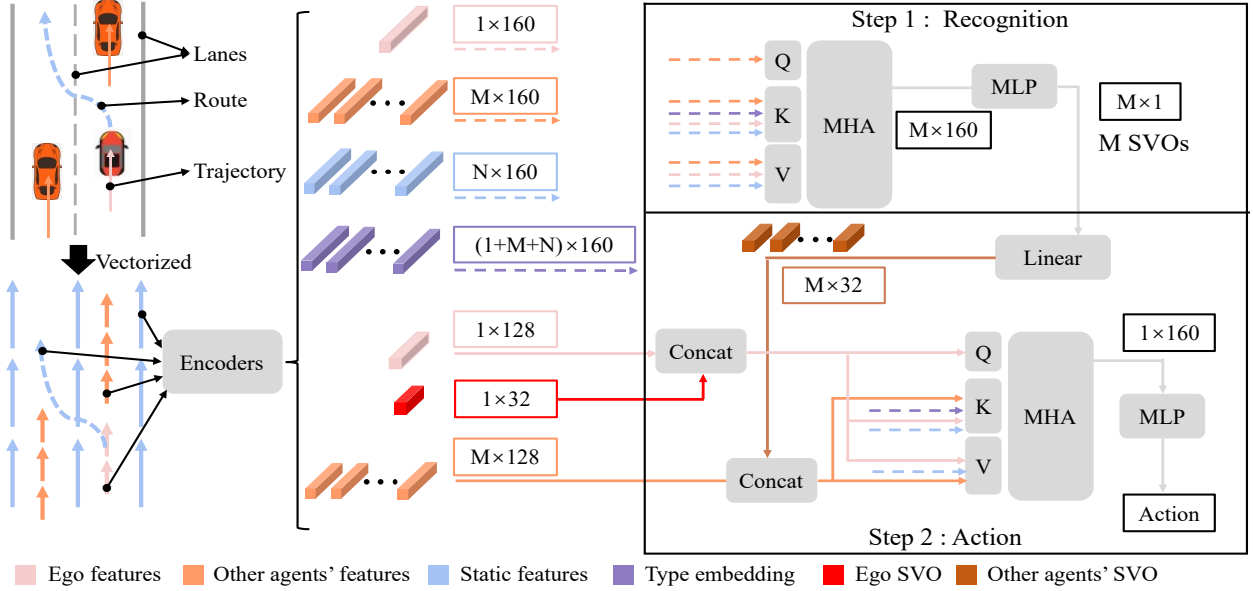 Lanes
Route
Trajectory
Vectorized
Encoders
1×160
M×160
N×160
(1+M+N)×160
1×128
1×32
M×128
Step 1 : Recognition
Q
K
V
MHA
M×160
MLP
M×1
M SVOs
Linear
M×32
Concat
Concat
Q
K
V
MHA
1×160
MLP
Action
Step 2 : Action
Ego features
Other agents' features
Static features
Type embedding
Ego SVO
Other agents' SVO